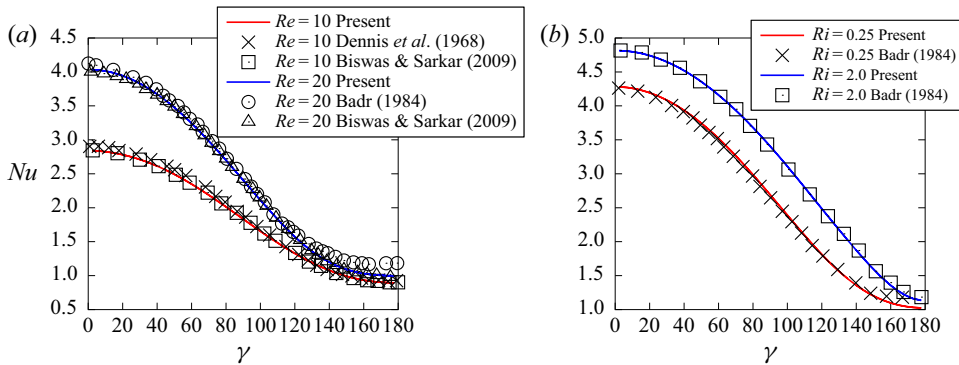 (a)
Re = 10 Present
Re = 10 Dennis et al. (1968)
Re = 10 Biswas & Sarkar (2009)
Re = 20 Present
Re = 20 Badr (1984)
Re = 20 Biswas & Sarkar (2009)
4.5
4.0
3.5
3.0
2.5
2.0
1.5
1.0
0.5
Nu
0 20 40 60 80 100 120 140 160 180
γ
(b)
Ri = 0.25 Present
Ri = 0.25 Badr (1984)
Ri = 2.0 Present
Ri = 2.0 Badr (1984)
5.0
4.5
4.0
3.5
3.0
2.5
2.0
1.5
1.0
0 20 40 60 80 100 120 140 160 180
γ